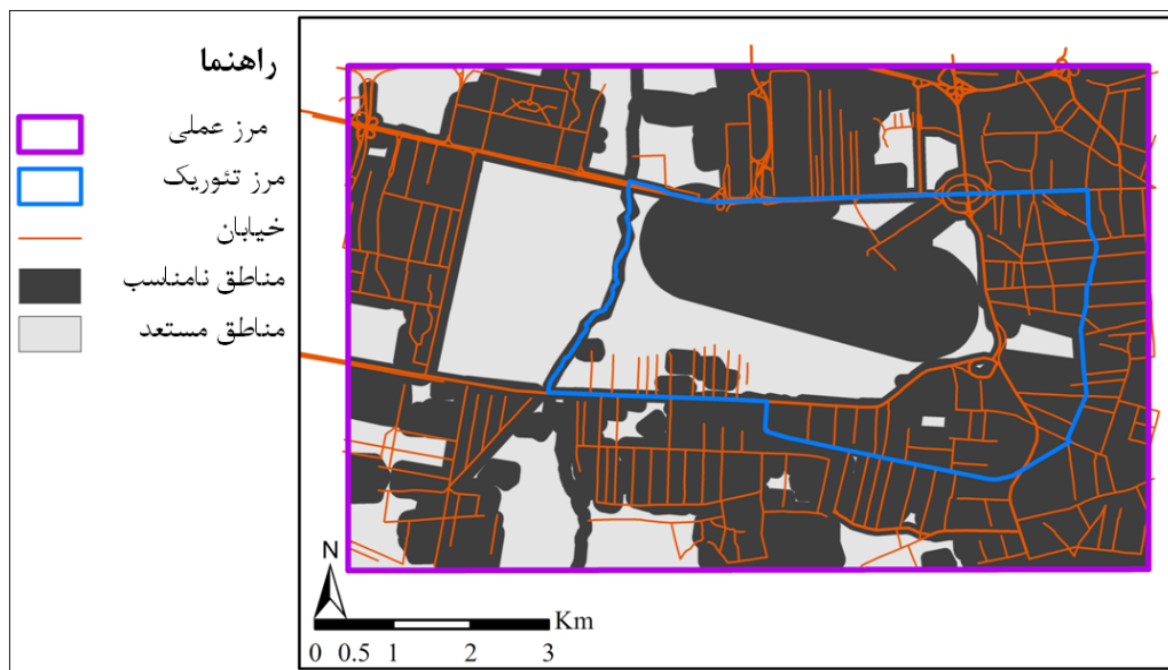 راهنما
مرز عملی
مرز تئوریک
خیابان
مناطق نامناسب
مناطق مستعد
N
Km
0 0.5 1 2 3